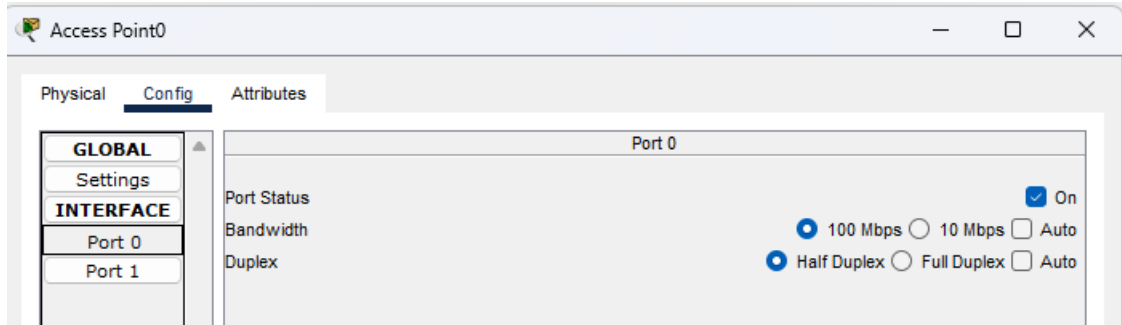 Access Point0
Physical Config Attributes
GLOBAL
Settings
INTERFACE
Port 0
Port 1
Port 0
Port Status On
Bandwidth 100 Mbps 10 Mbps Auto
Duplex Half Duplex Full Duplex Auto